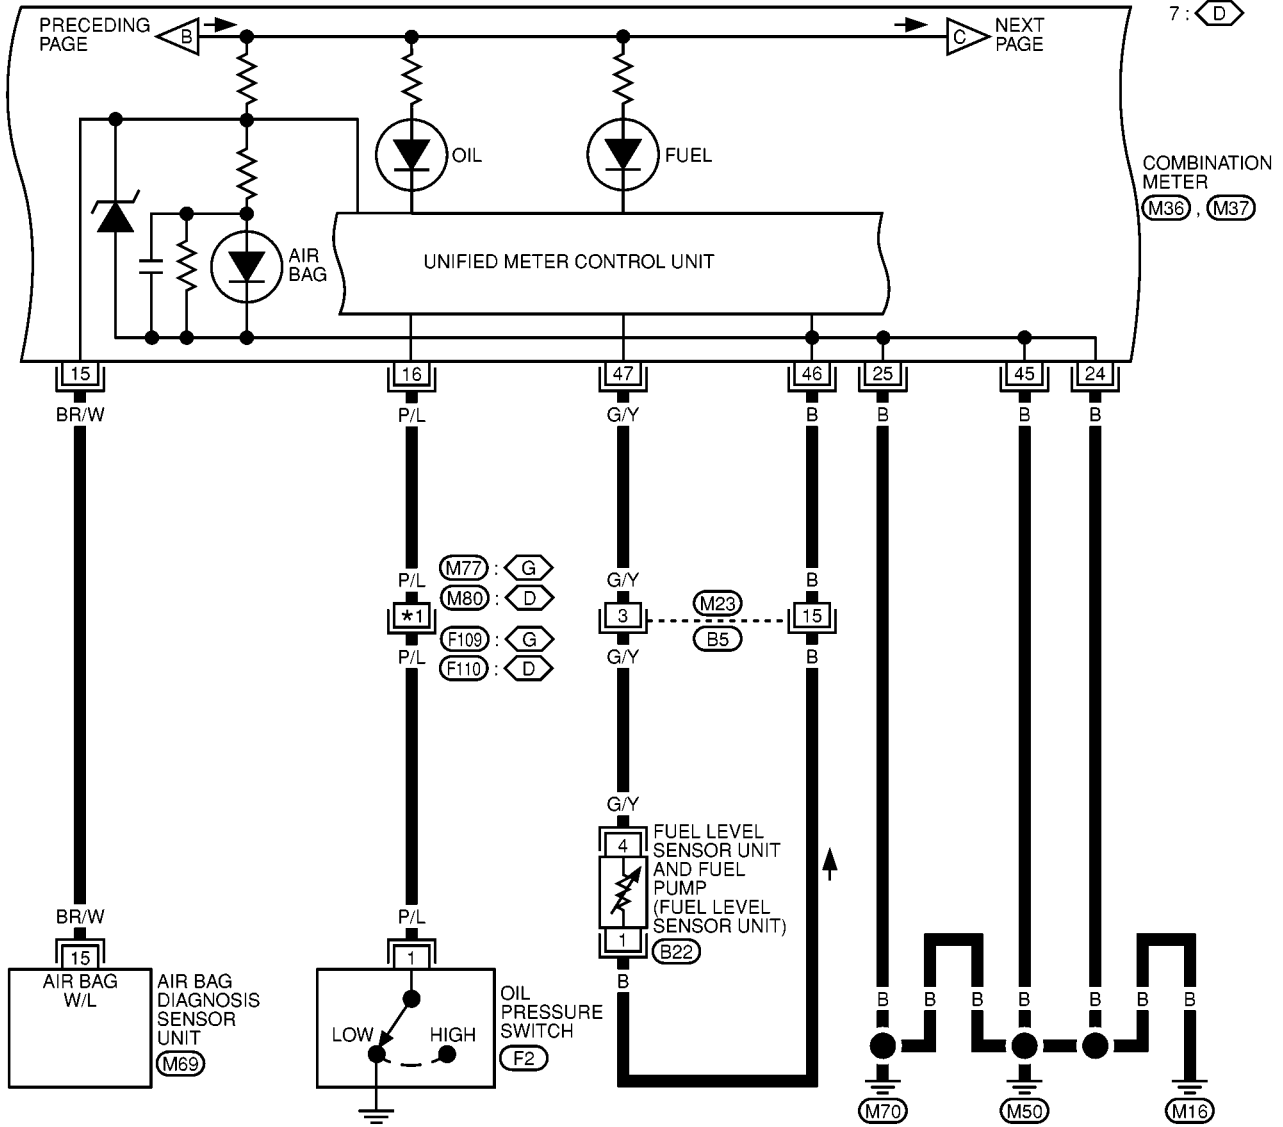 PRECEDING
PAGE
B
C
NEXT
PAGE
7 : D
OIL
FUEL
COMBINATION
METER
M36 , M37
AIR
BAG
UNIFIED METER CONTROL UNIT
15
16
47
46
25
45
24
BR/W
P/L
G/Y
B
B
B
B
M77 : G
P/L
G/Y
B
M80 : D
M23
*1
3
15
F109 : G
B5
P/L
G/Y
B
F110 : D
G/Y
4
FUEL LEVEL
SENSOR UNIT
AND FUEL
PUMP
(FUEL LEVEL
SENSOR UNIT)
1
B22
BR/W
P/L
15
1
B
AIR BAG
W/L
AIR BAG
DIAGNOSIS
SENSOR
UNIT
M69
LOW
HIGH
OIL
PRESSURE
SWITCH
F2
B
B
B
B
B
B
B
M70
M50
M16